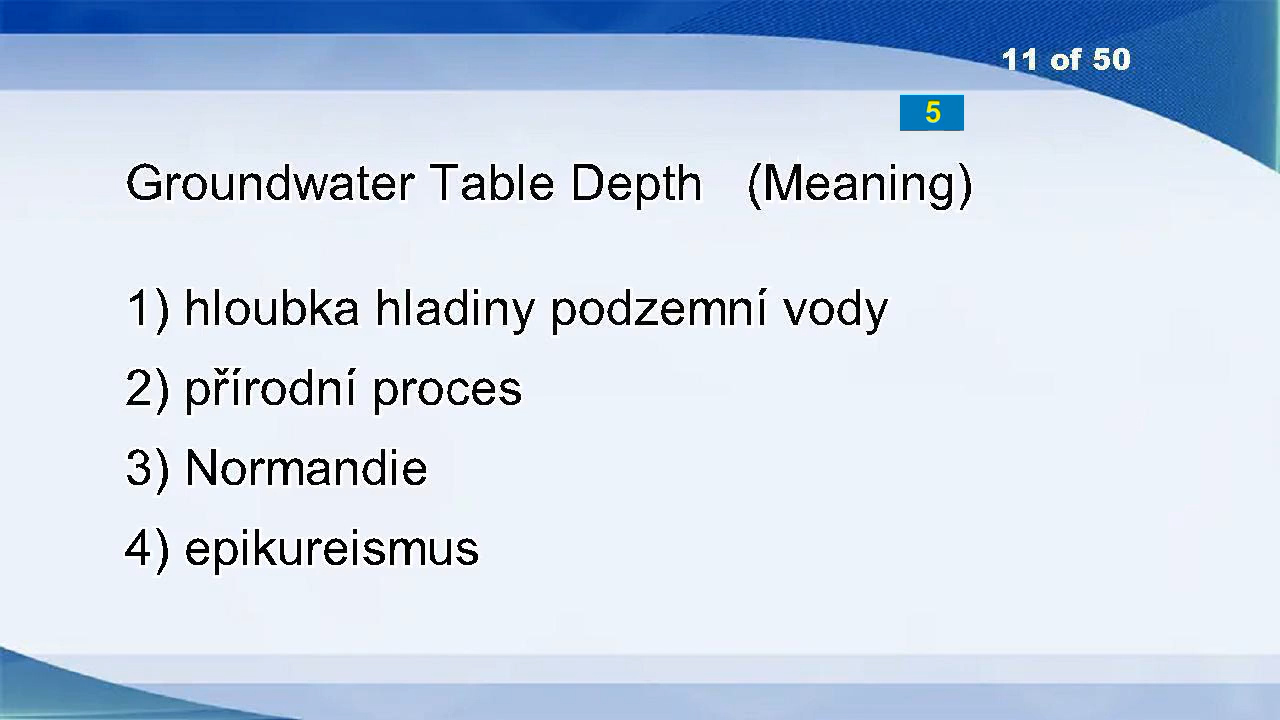 11 of 50
5
Groundwater Table Depth (Meaning)
1) hloubka hladiny podzemní vody
2) přírodní proces
3) Normandie
4) epikureismus